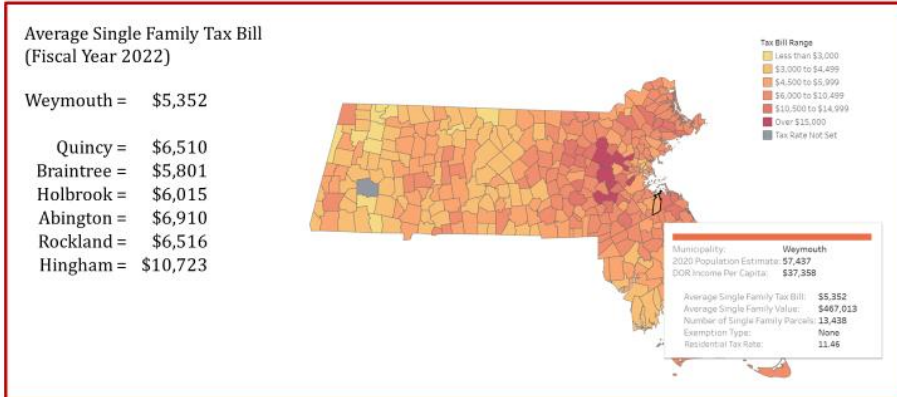 Average Single Family Tax Bill
(Fiscal Year 2022)
Weymouth = $5,352
Quincy = $6,510
Braintree = $5,801
Holbrook = $6,015
Abington = $6,910
Rockland = $6,516
Hingham = $10,723
Tax Bill Range
Less than $3,000
$3,000 to $4,499
$4,500 to $5,999
$6,000 to $10,499
$10,500 to $14,999
Over $15,000
Tax Rate Not Set
Municipality: Weymouth
2020 Population Estimate: 57,437
DOR Income Per Capita: $37,358
Average Single Family Tax Bill: $5,352
Average Single Family Value: $467,013
Number of Single Family Parcels: 13,438
Exemption Type: None
Residential Tax Rate: 11.46